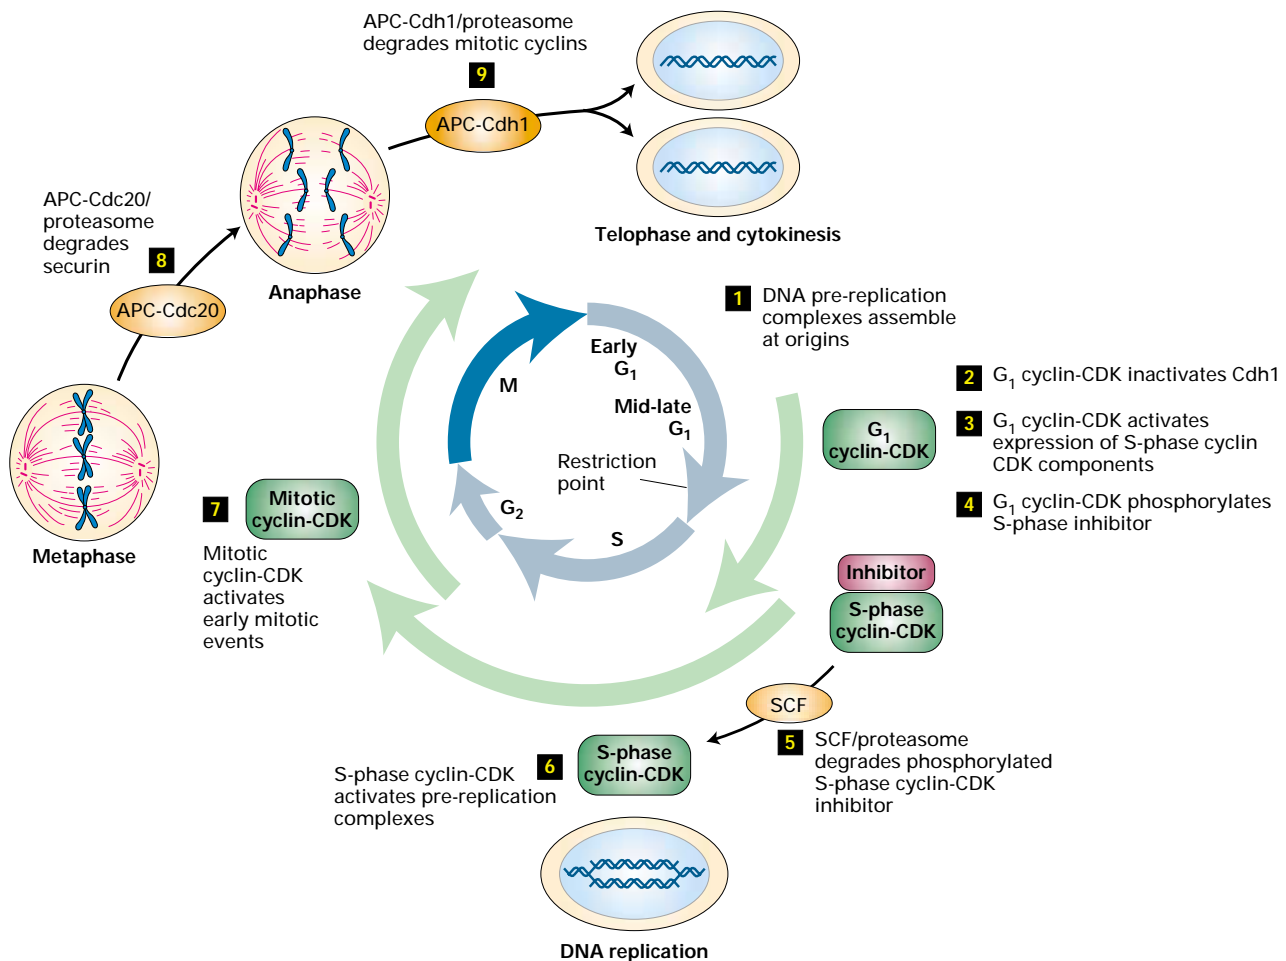 APC-Cdh1/proteasome
degrades mitotic cyclins
9
APC-Cdh1
Telophase and cytokinesis
APC-Cdc20/
proteasome
degrades
securin
8
APC-Cdc20
Anaphase
Metaphase
1
DNA pre-replication
complexes assemble
at origins
Early
G1
Mid-late
G1
Restriction
point
S
G2
M
2
G1 cyclin-CDK inactivates Cdh1
G1
cyclin-CDK
3
G1 cyclin-CDK activates
expression of S-phase cyclin
CDK components
4
G1 cyclin-CDK phosphorylates
S-phase inhibitor
Inhibitor
S-phase
cyclin-CDK
SCF
5
SCF/proteasome
degrades phosphorylated
S-phase cyclin-CDK
inhibitor
6
S-phase
cyclin-CDK
S-phase cyclin-CDK
activates pre-replication
complexes
DNA replication
7
Mitotic
cyclin-CDK
Mitotic
cyclin-CDK
activates
early mitotic
events